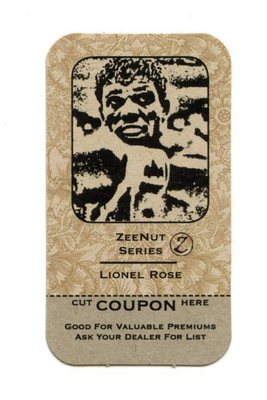 ZeeNut
Series Z
Lionel Rose
CUT COUPON HERE
Good For Valuable Premiums
Ask Your Dealer For List